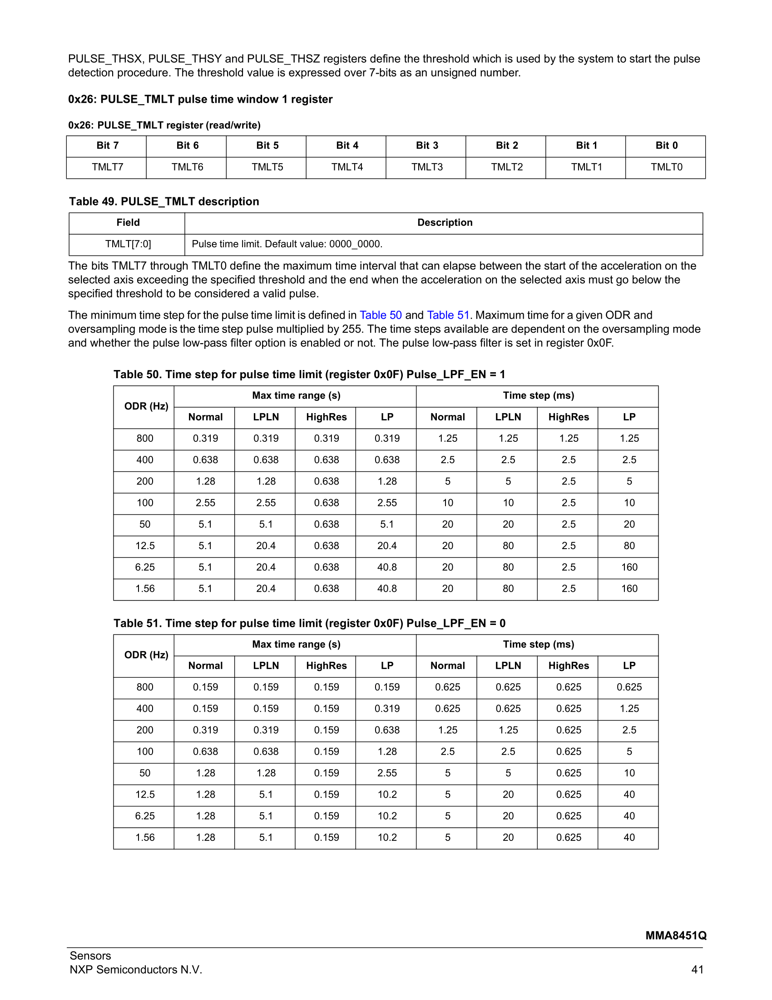 PULSE_THSX, PULSE_THSY and PULSE_THSZ registers define the threshold which is used by the system to start the pulse
detection procedure. The threshold value is expressed over 7-bits as an unsigned number.
0x26: PULSE_TMLT pulse time window 1 register
0x26: PULSE_TMLT register (read/write)
Bit 7 Bit 6 Bit 5 Bit 4 Bit 3 Bit 2 Bit 1 Bit 0
TMLT7 TMLT6 TMLT5 TMLT4 TMLT3 TMLT2 TMLT1 TMLT0
Table 49. PULSE_TMLT description
Field Description
TMLT[7:0] Pulse time limit. Default value: 0000_0000.
The bits TMLT7 through TMLT0 define the maximum time interval that can elapse between the start of the acceleration on the
selected axis exceeding the specified threshold and the end when the acceleration on the selected axis must go below the
specified threshold to be considered a valid pulse.
The minimum time step for the pulse time limit is defined in Table 50 and Table 51. Maximum time for a given ODR and
oversampling mode is the time step pulse multiplied by 255. The time steps available are dependent on the oversampling mode
and whether the pulse low-pass filter option is enabled or not. The pulse low-pass filter is set in register 0x0F.
Table 50. Time step for pulse time limit (register 0x0F) Pulse_LPF_EN = 1
ODR (Hz) Max time range (s) Time step (ms)
Normal LPLN HighRes LP Normal LPLN HighRes LP
800 0.319 0.319 0.319 0.319 1.25 1.25 1.25 1.25
400 0.638 0.638 0.638 0.638 2.5 2.5 2.5 2.5
200 1.28 1.28 0.638 1.28 5 5 2.5 5
100 2.55 2.55 0.638 2.55 10 10 2.5 10
50 5.1 5.1 0.638 5.1 20 20 2.5 20
12.5 5.1 20.4 0.638 20.4 20 80 2.5 80
6.25 5.1 20.4 0.638 40.8 20 80 2.5 160
1.56 5.1 20.4 0.638 40.8 20 80 2.5 160
Table 51. Time step for pulse time limit (register 0x0F) Pulse_LPF_EN = 0
ODR (Hz) Max time range (s) Time step (ms)
Normal LPLN HighRes LP Normal LPLN HighRes LP
800 0.159 0.159 0.159 0.159 0.625 0.625 0.625 0.625
400 0.159 0.159 0.159 0.319 0.625 0.625 0.625 1.25
200 0.319 0.319 0.159 0.638 1.25 1.25 0.625 2.5
100 0.638 0.638 0.159 1.28 2.5 2.5 0.625 5
50 1.28 1.28 0.159 2.55 5 5 0.625 10
12.5 1.28 5.1 0.159 10.2 5 20 0.625 40
6.25 1.28 5.1 0.159 10.2 5 20 0.625 40
1.56 1.28 5.1 0.159 10.2 5 20 0.625 40
MMA8451Q
Sensors
NXP Semiconductors N.V. 41